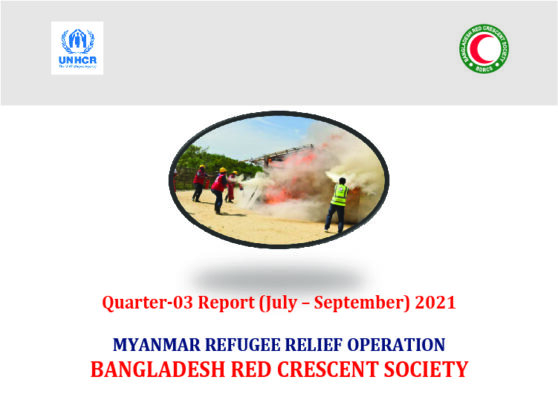 UNHCR
The UN Refugee Agency
BANGLADESH RED CRESCENT SOCIETY
BDRCS
Quarter-03 Report (July – September) 2021
MYANMAR REFUGEE RELIEF OPERATION
BANGLADESH RED CRESCENT SOCIETY